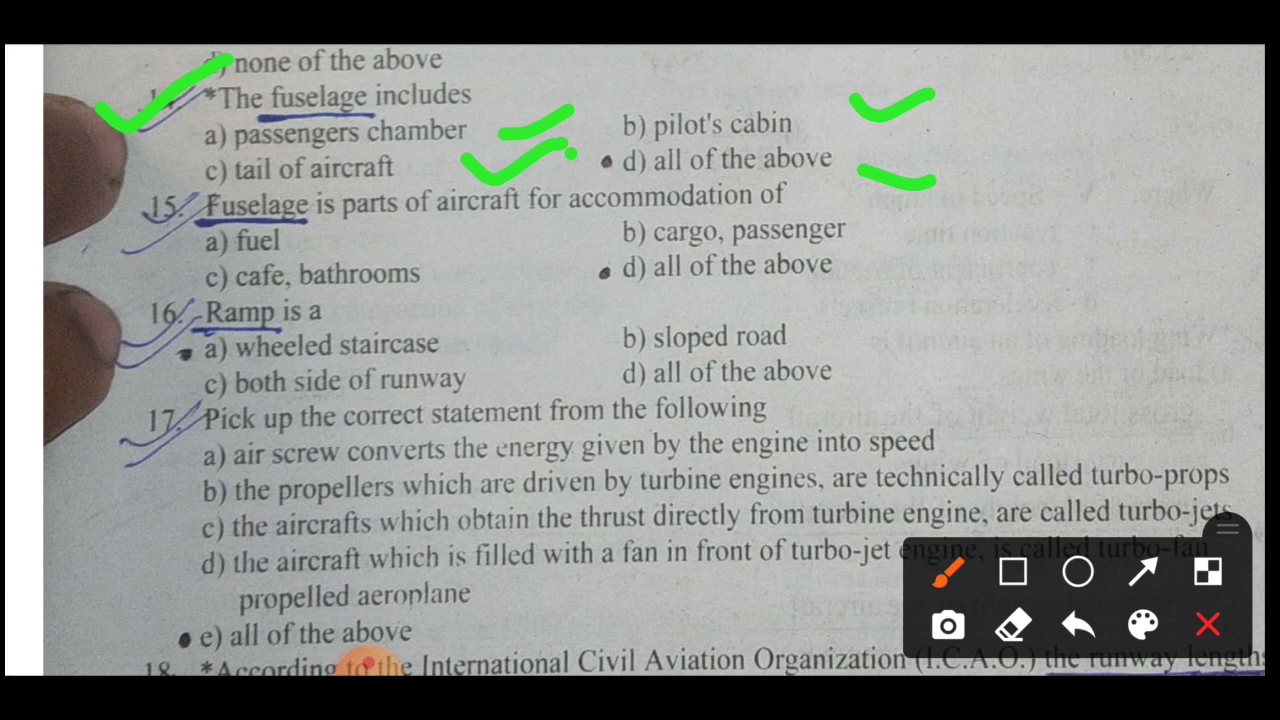 d) none of the above
14. *The fuselage includes
a) passengers chamber b) pilot's cabin
c) tail of aircraft d) all of the above
15. Fuselage is parts of aircraft for accommodation of
a) fuel b) cargo, passenger
c) cafe, bathrooms d) all of the above
16. Ramp is a
a) wheeled staircase b) sloped road
c) both side of runway d) all of the above
17. Pick up the correct statement from the following
a) air screw converts the energy given by the engine into speed
b) the propellers which are driven by turbine engines, are technically called turbo-props
c) the aircrafts which obtain the thrust directly from turbine engine, are called turbo-jets
d) the aircraft which is filled with a fan in front of turbo-jet engine, is called turbo-fan
propelled aeroplane
e) all of the above
18. *According to the International Civil Aviation Organization (I.C.A.O.) the runway lengths